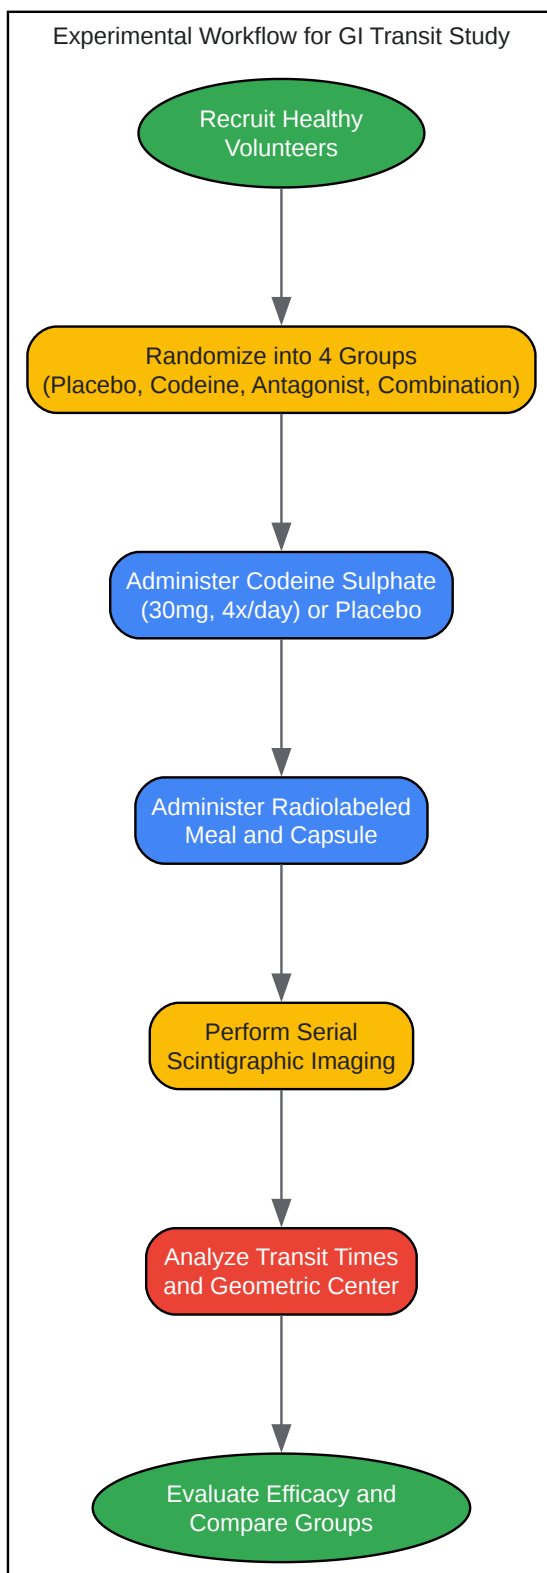 Experimental Workflow for GI Transit Study
Recruit Healthy
Volunteers
Randomize into 4 Groups
(Placebo, Codeine, Antagonist, Combination)
Administer Codeine Sulphate
(30mg, 4x/day) or Placebo
Administer Radiolabeled
Meal and Capsule
Perform Serial
Scintigraphic Imaging
Analyze Transit Times
and Geometric Center
Evaluate Efficacy and
Compare Groups